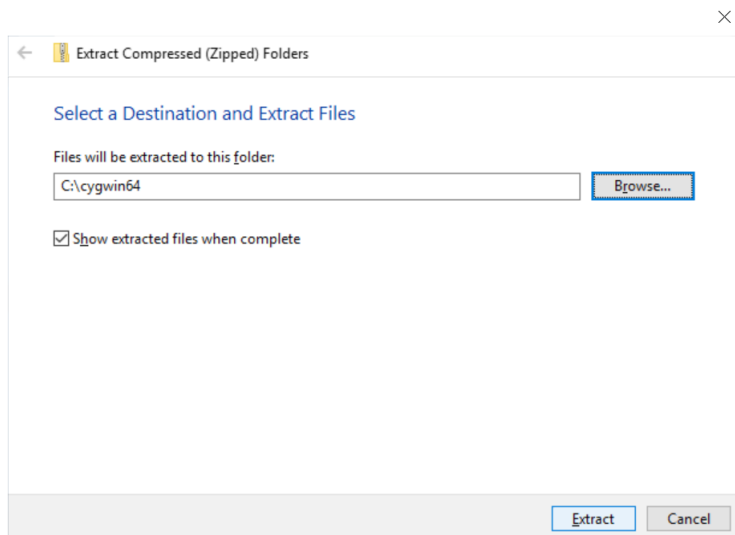 Extract Compressed (Zipped) Folders
Select a Destination and Extract Files
Files will be extracted to this folder:
C:\cygwin64
Browse...
Show extracted files when complete
Extract
Cancel